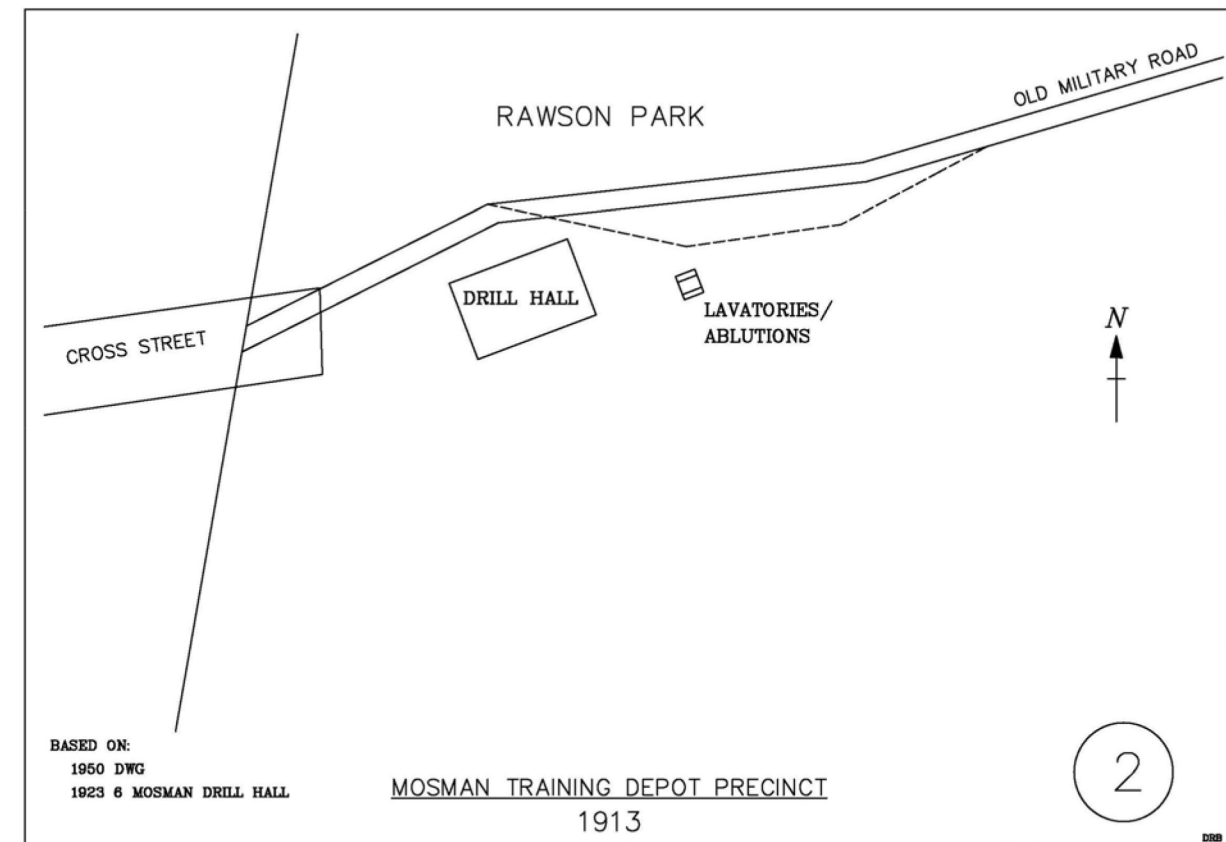 OLD MILITARY ROAD
RAWSON PARK
DRILL HALL
LAVATORIES/
ABLUTIONS
CROSS STREET
N
BASED ON:
1950 DWG
1923 6 MOSMAN DRILL HALL
MOSMAN TRAINING DEPOT PRECINCT
1913
2
DRB